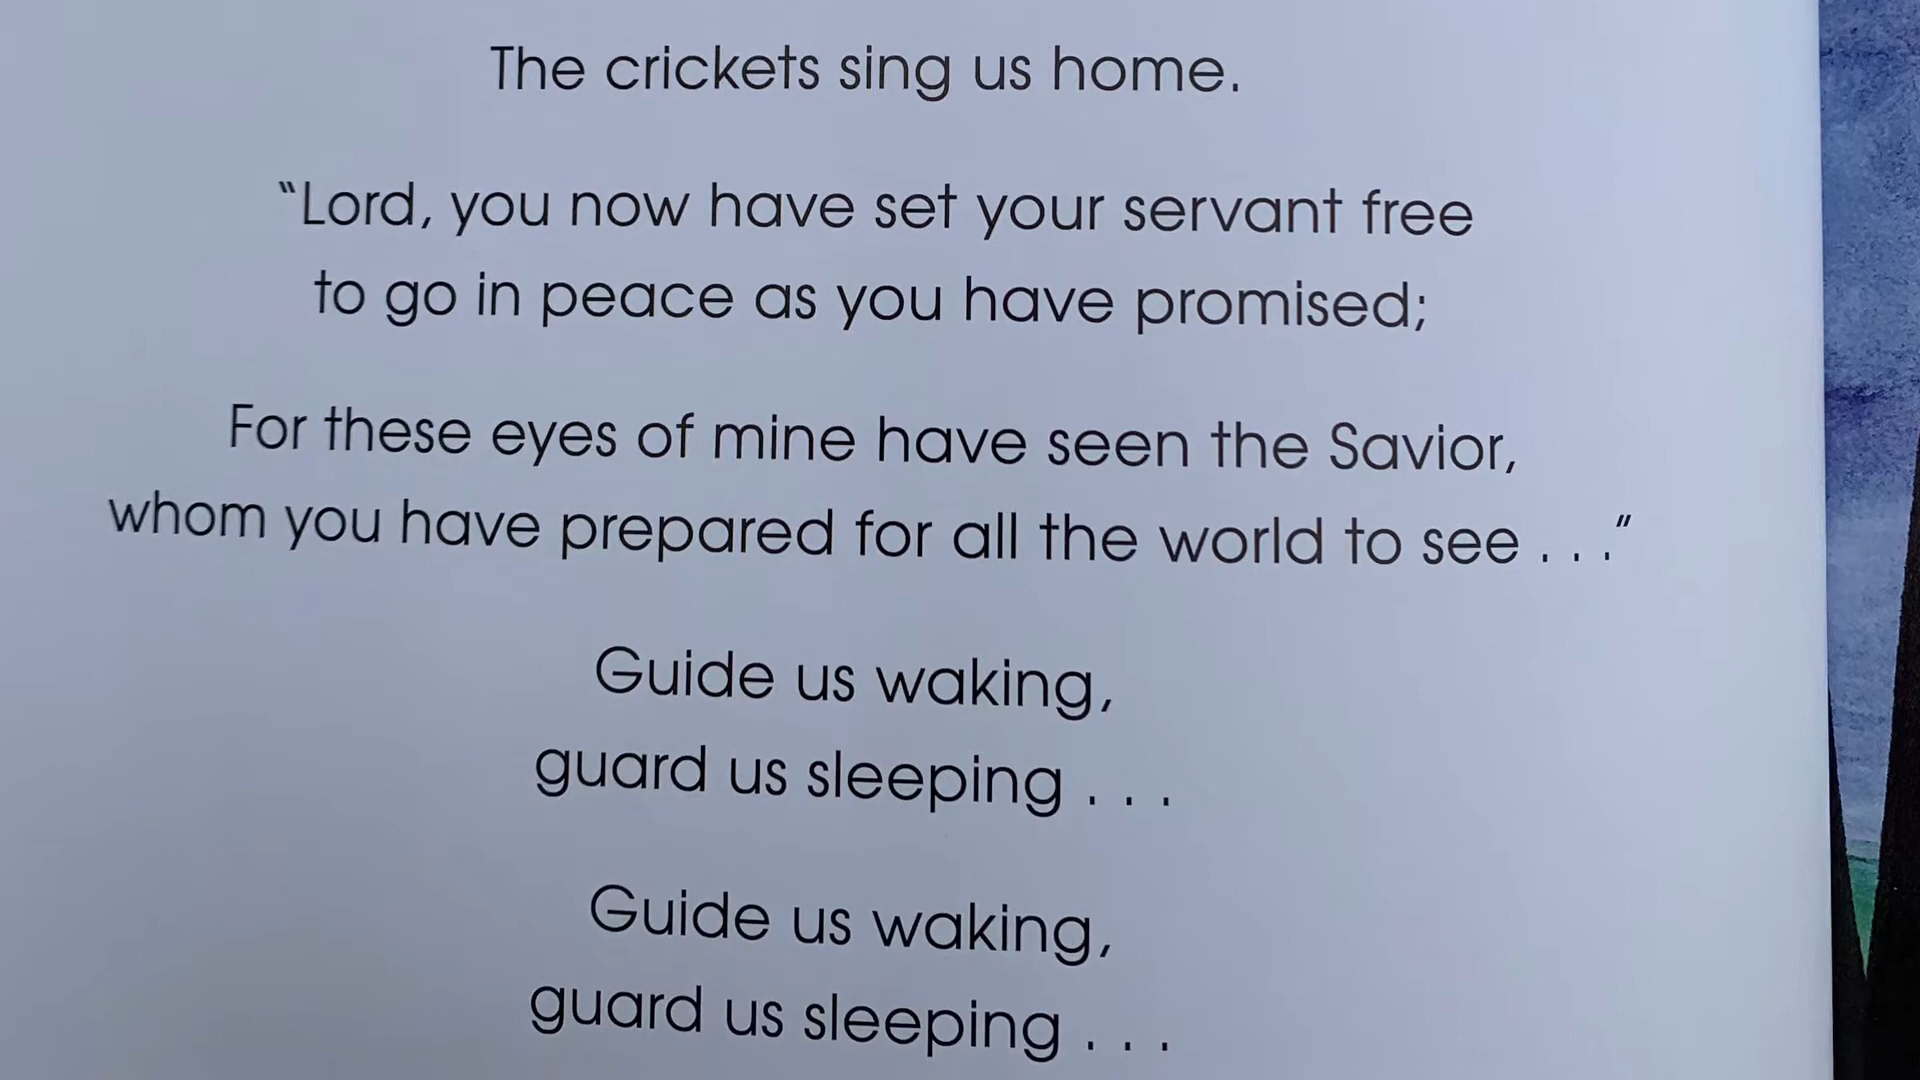 The crickets sing us home.
“Lord, you now have set your servant free
to go in peace as you have promised;
For these eyes of mine have seen the Savior,
whom you have prepared for all the world to see . . .”
Guide us waking,
guard us sleeping . . .
Guide us waking,
guard us sleeping . . .